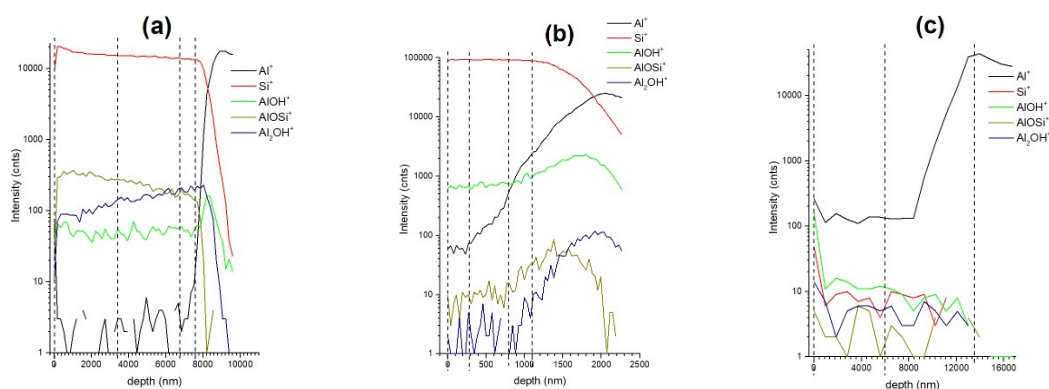 (a)
Intensity (cnts)
10000
1000
100
10
1
0 2000 4000 6000 8000 10000
depth (nm)
Al⁺
Si⁺
AlOH⁺
AlOSi⁺
Al₂OH⁺
(b)
Intensity (cnts)
100000
10000
1000
100
10
1
0 500 1000 1500 2000 2500
depth (nm)
Al⁺
Si⁺
AlOH⁺
AlOSi⁺
Al₂OH⁺
(c)
Intensity (cnts)
10000
1000
100
10
1
0 4000 8000 12000 16000
depth (nm)
Al⁺
Si⁺
AlOH⁺
AlOSi⁺
Al₂OH⁺